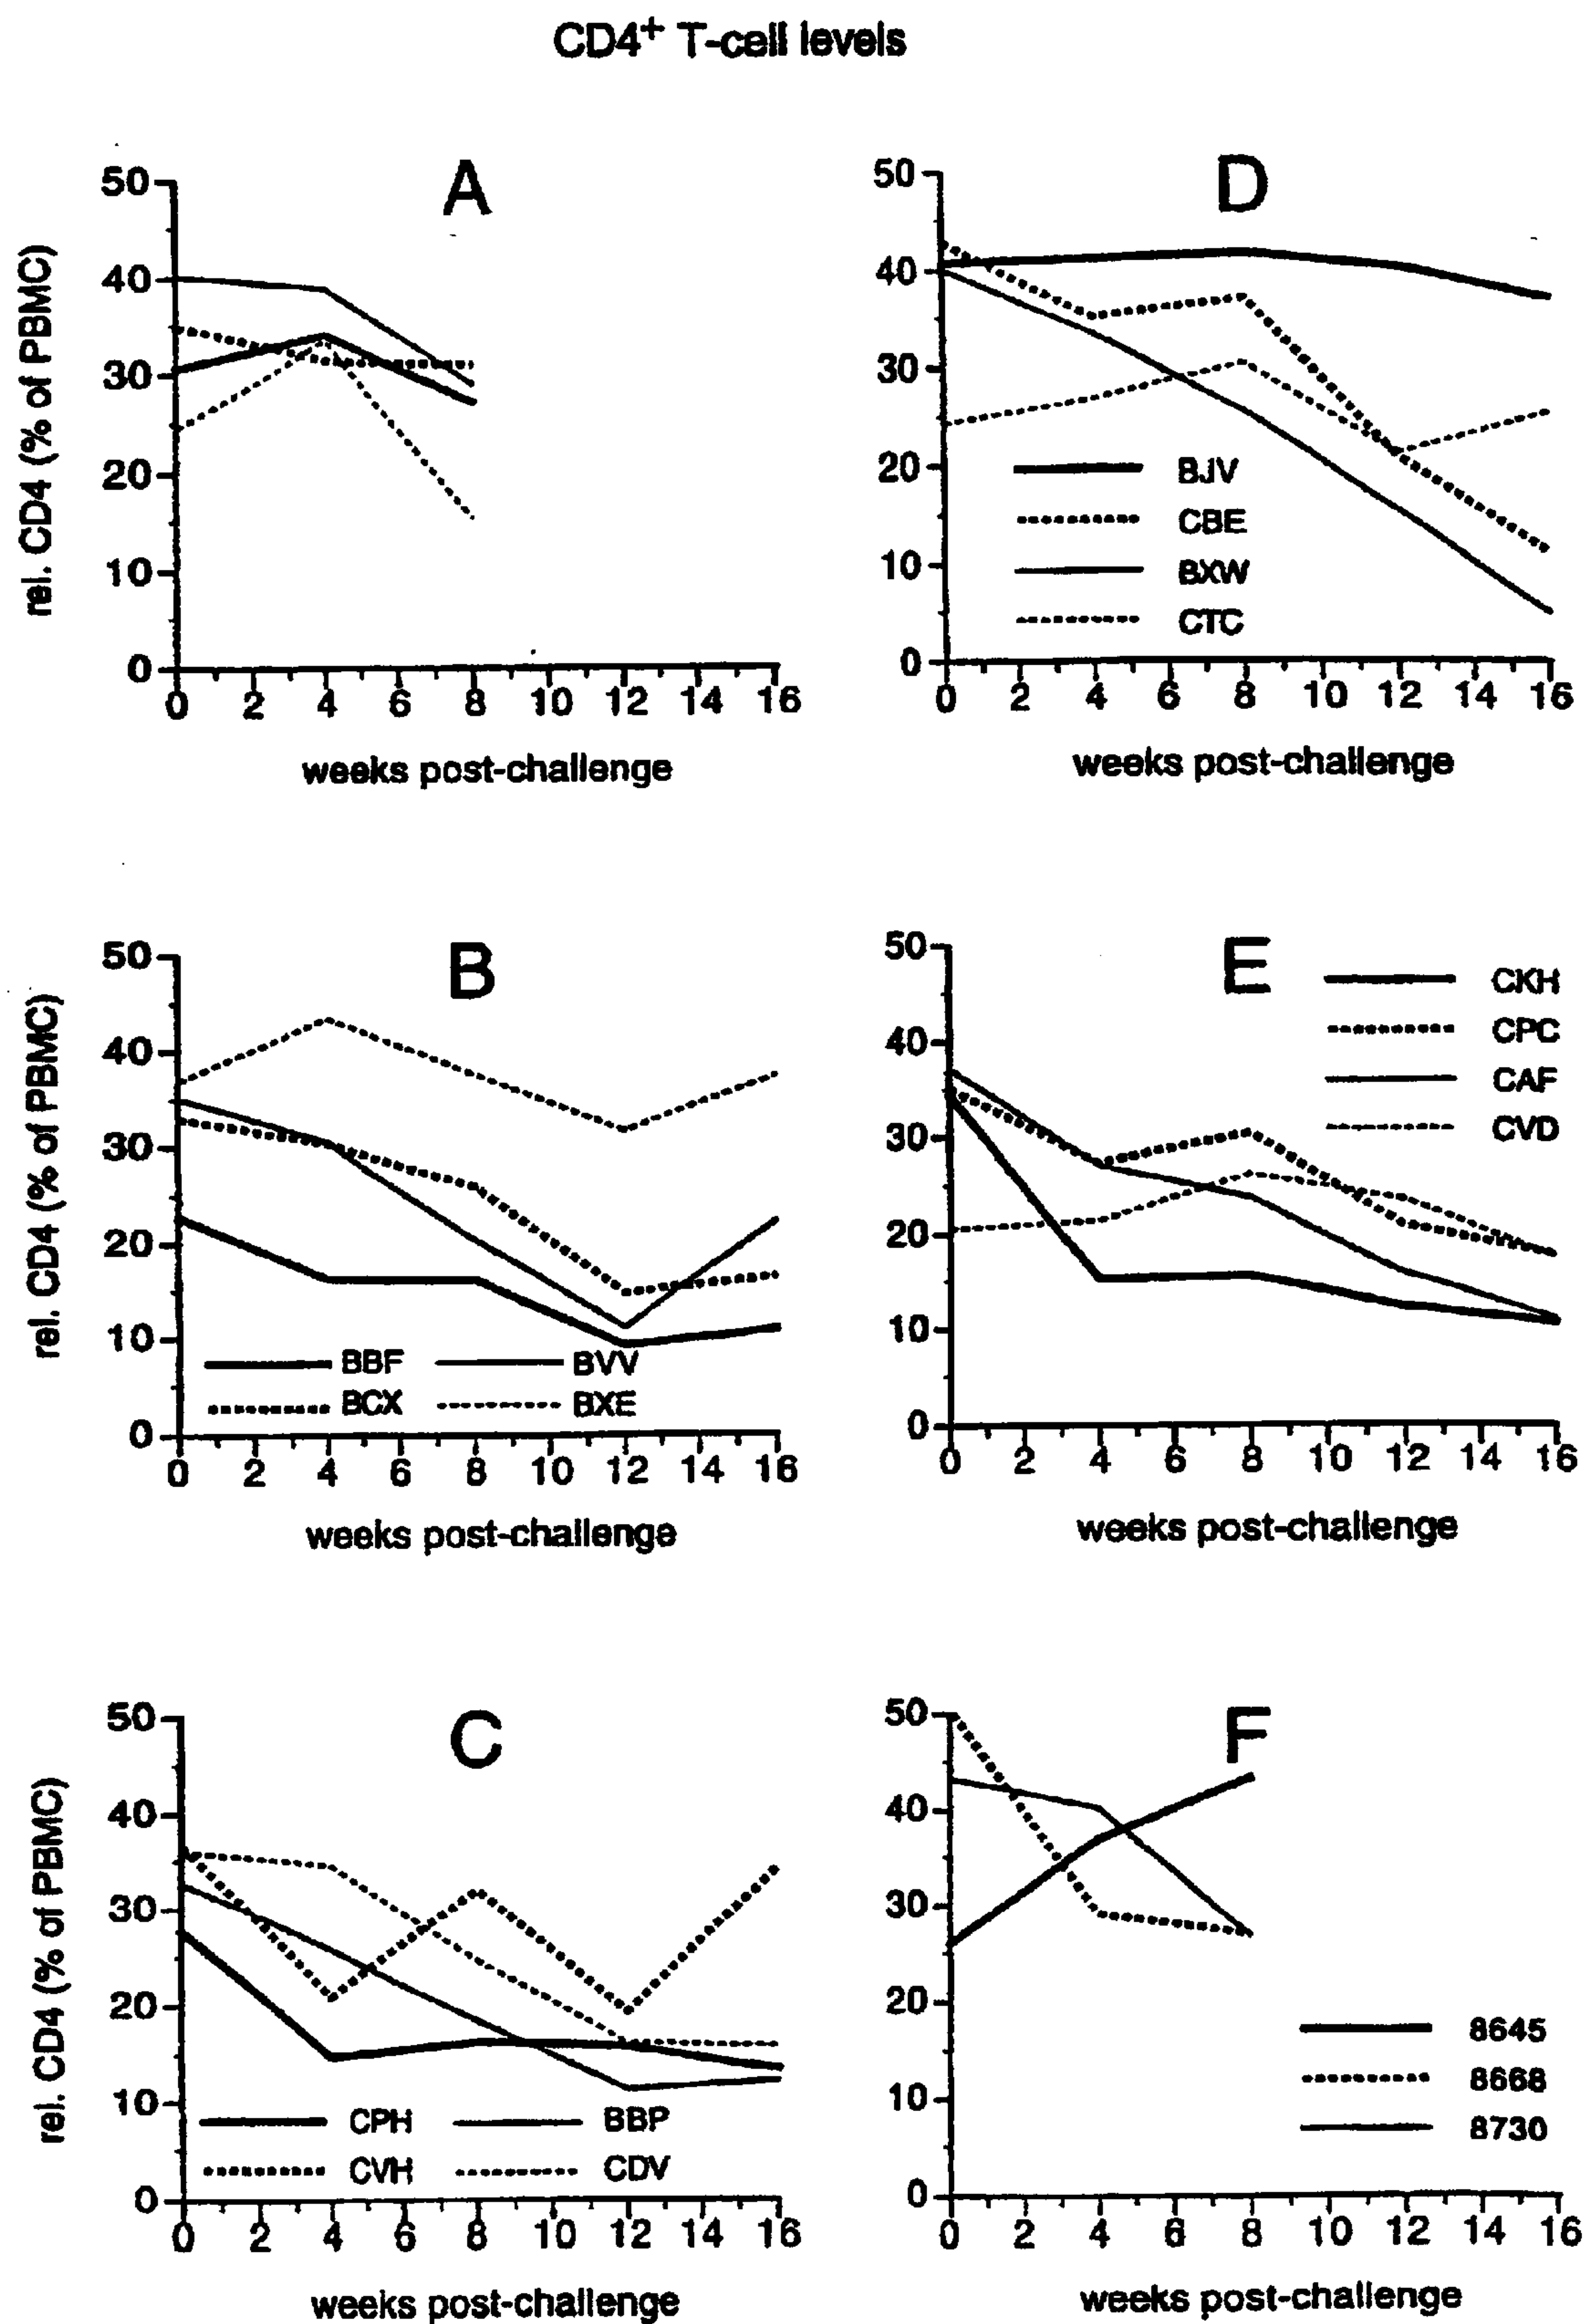 CD4+ T-cell levels
A
rel. CD4 (% of PBMC)
50
40
30
20
10
0
0 2 4 6 8 10 12 14 16
weeks post-challenge
D
50
40
30
20
10
0
BJV
CBE
BXW
CTC
0 2 4 6 8 10 12 14 16
weeks post-challenge
B
rel. CD4 (% of PBMC)
50
40
30
20
10
0
BBF BVV
BCX BXE
0 2 4 6 8 10 12 14 16
weeks post-challenge
E
50
40
30
20
10
0
CKH
CPC
CAF
CVD
0 2 4 6 8 10 12 14 16
weeks post-challenge
C
rel. CD4 (% of PBMC)
50
40
30
20
10
0
CPH BBP
CVH CDV
0 2 4 6 8 10 12 14 16
weeks post-challenge
F
50
40
30
20
10
0
8645
8668
8730
0 2 4 6 8 10 12 14 16
weeks post-challenge